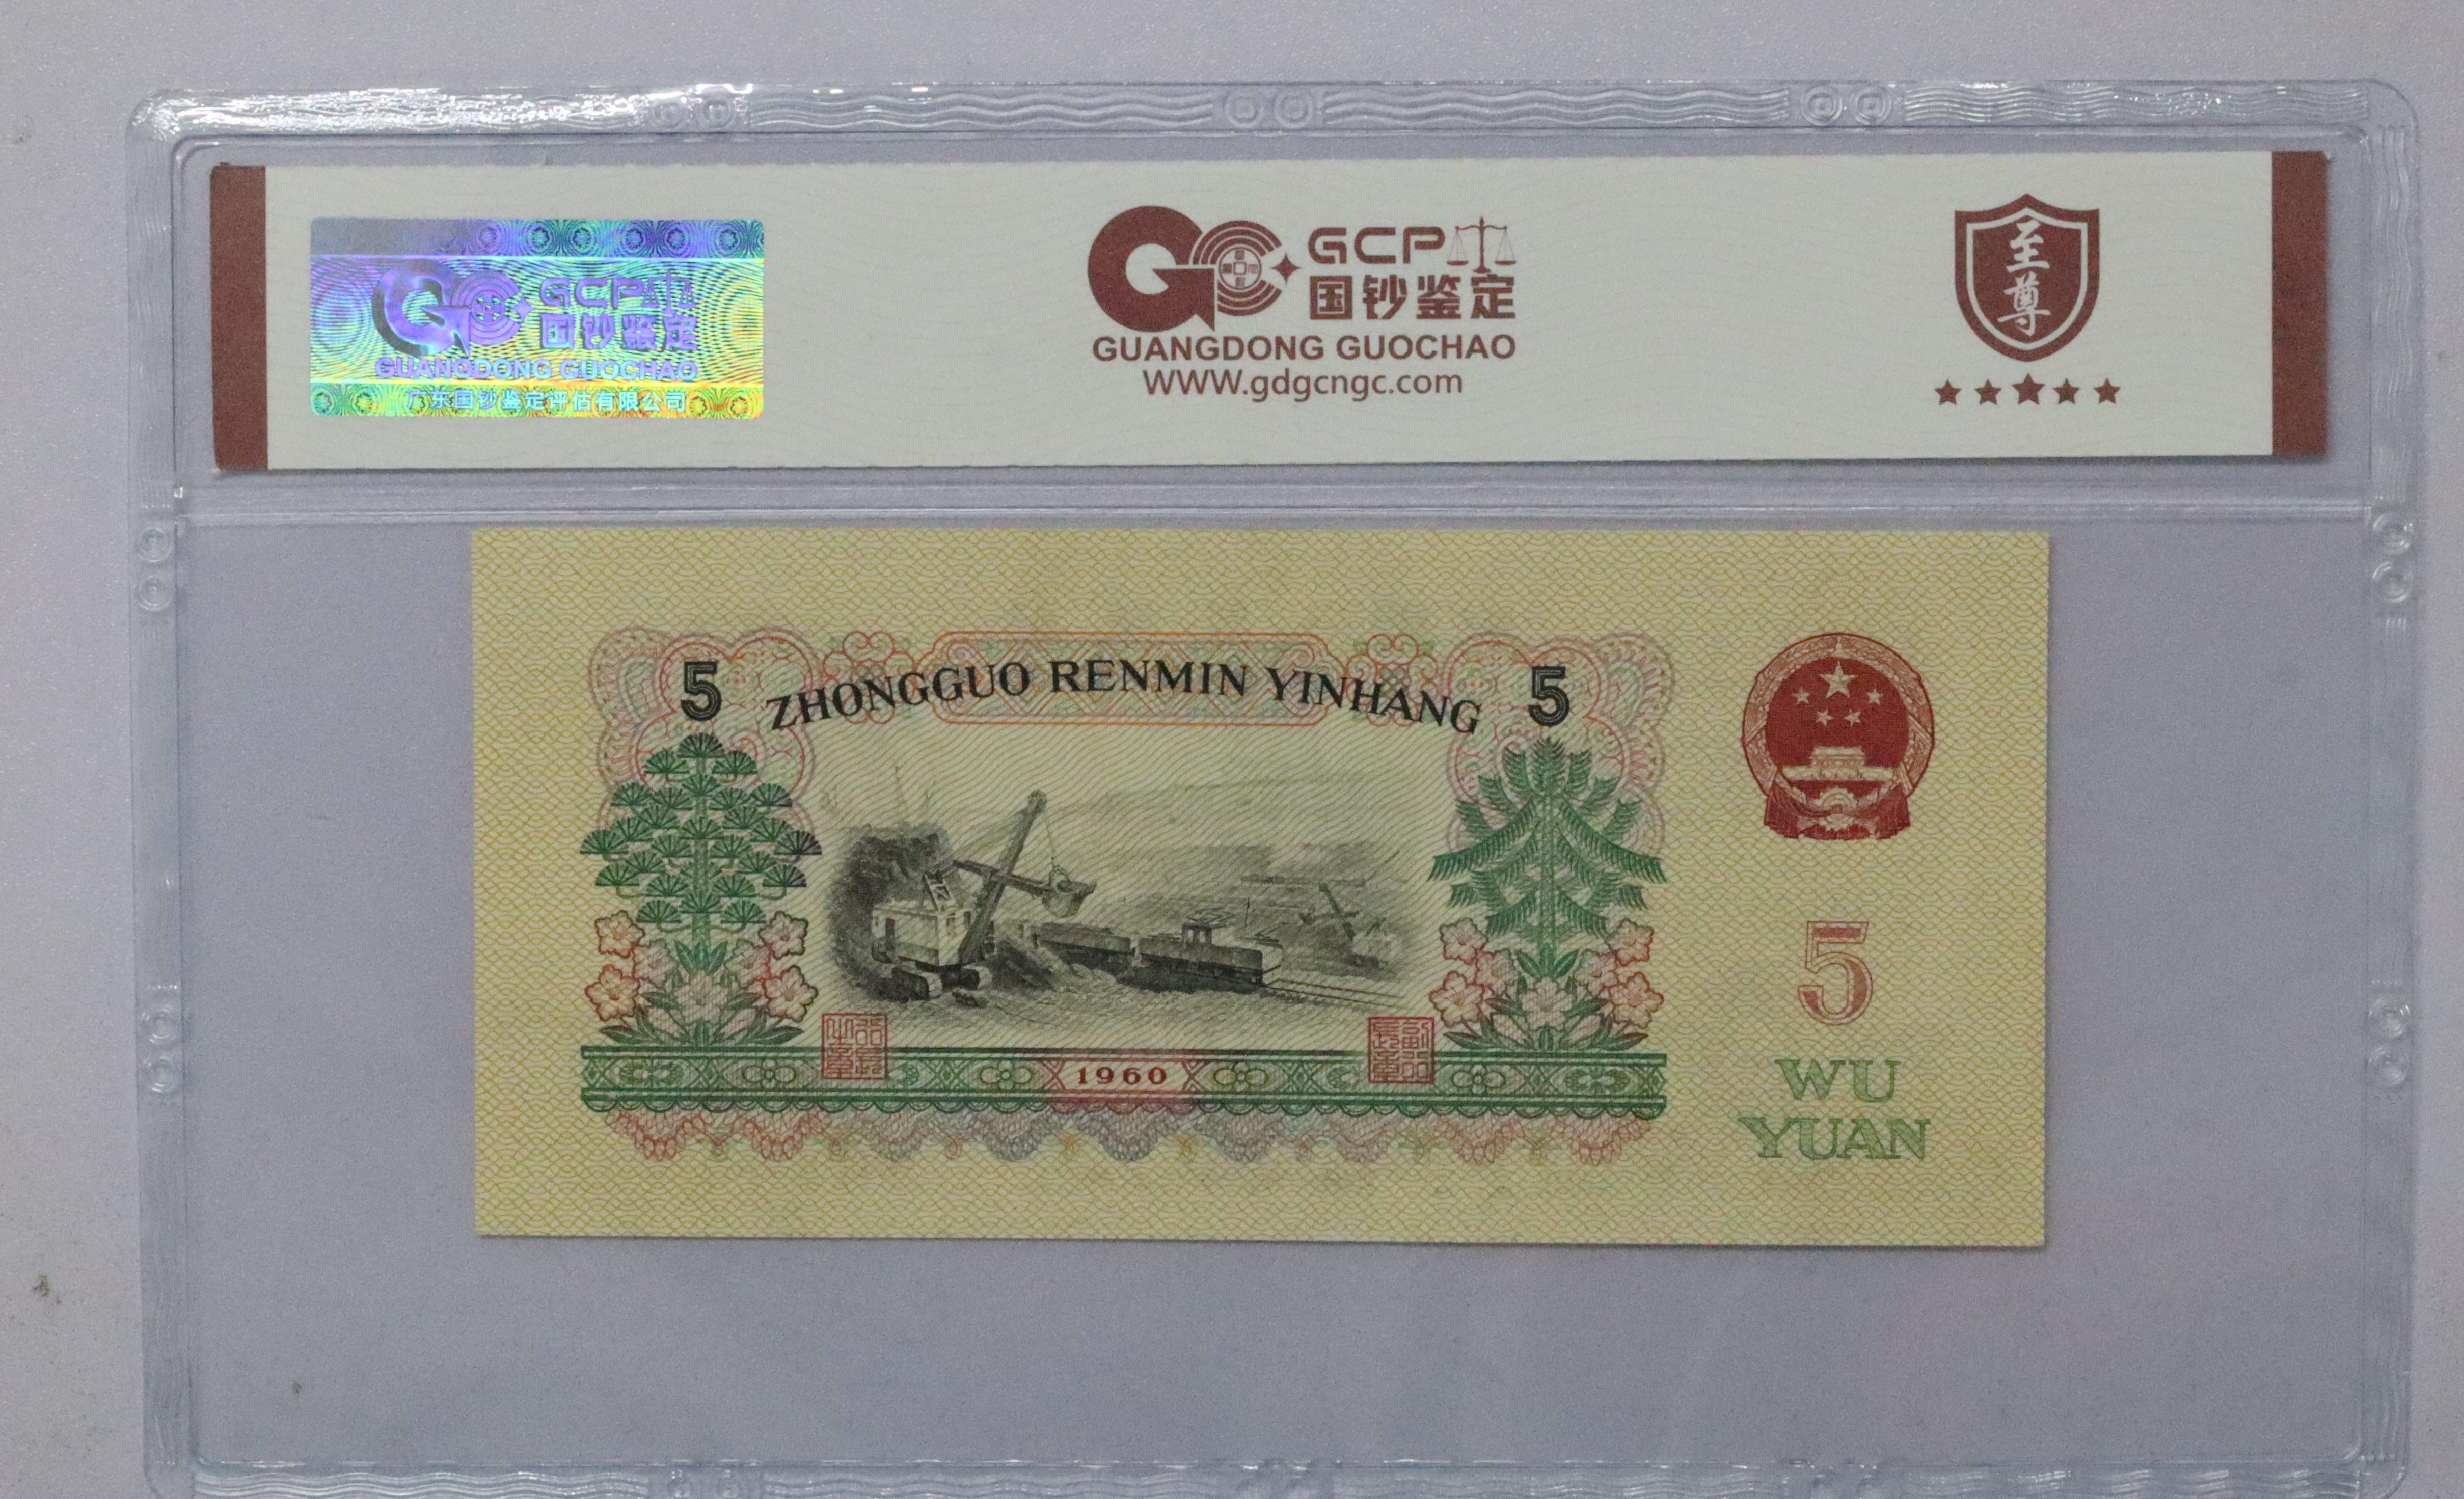 GCP
国钞鉴定
GUANGDONG GUOCHAO
广东国钞鉴定评估有限公司
GCP
国钞鉴定
GUANGDONG GUOCHAO
WWW.gdgcngc.com
至尊
5 ZHONGGUO RENMIN YINHANG 5
1960
5
WU
YUAN